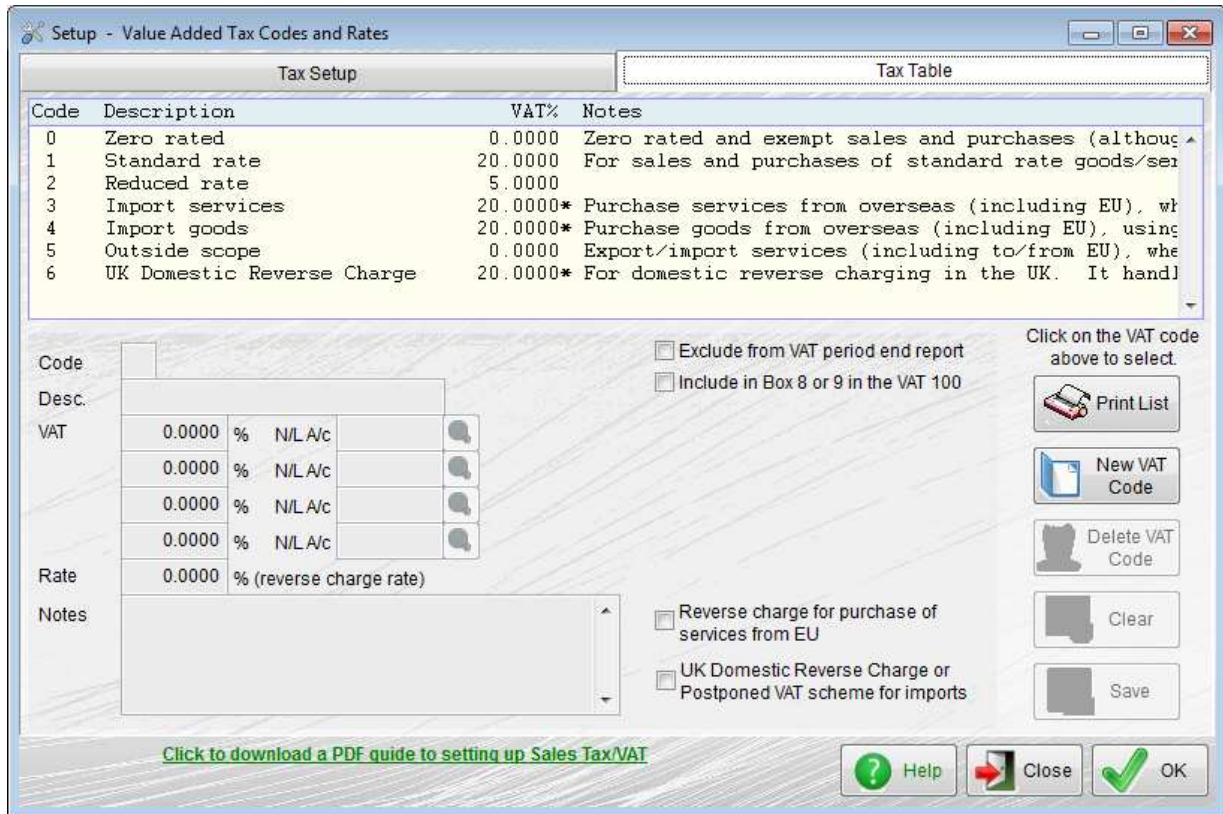 Setup - Value Added Tax Codes and Rates
Tax Setup
Tax Table
Code Description VAT% Notes
0 Zero rated 0.0000 Zero rated and exempt sales and purchases (althoug
1 Standard rate 20.0000 For sales and purchases of standard rate goods/ser
2 Reduced rate 5.0000
3 Import services 20.0000* Purchase services from overseas (including EU), wh
4 Import goods 20.0000* Purchase goods from overseas (including EU), using
5 Outside scope 0.0000 Export/import services (including to/from EU), whe
6 UK Domestic Reverse Charge 20.0000* For domestic reverse charging in the UK. It handl
Click on the VAT code
above to select.
Code
Exclude from VAT period end report
Desc.
Include in Box 8 or 9 in the VAT 100
Print List
VAT 0.0000 % N/L A/c
0.0000 % N/L A/c
New VAT
Code
0.0000 % N/L A/c
0.0000 % N/L A/c
Delete VAT
Code
Rate 0.0000 % (reverse charge rate)
Notes
Reverse charge for purchase of
services from EU
Clear
UK Domestic Reverse Charge or
Postponed VAT scheme for imports
Save
Click to download a PDF guide to setting up Sales Tax/VAT
Help
Close
OK